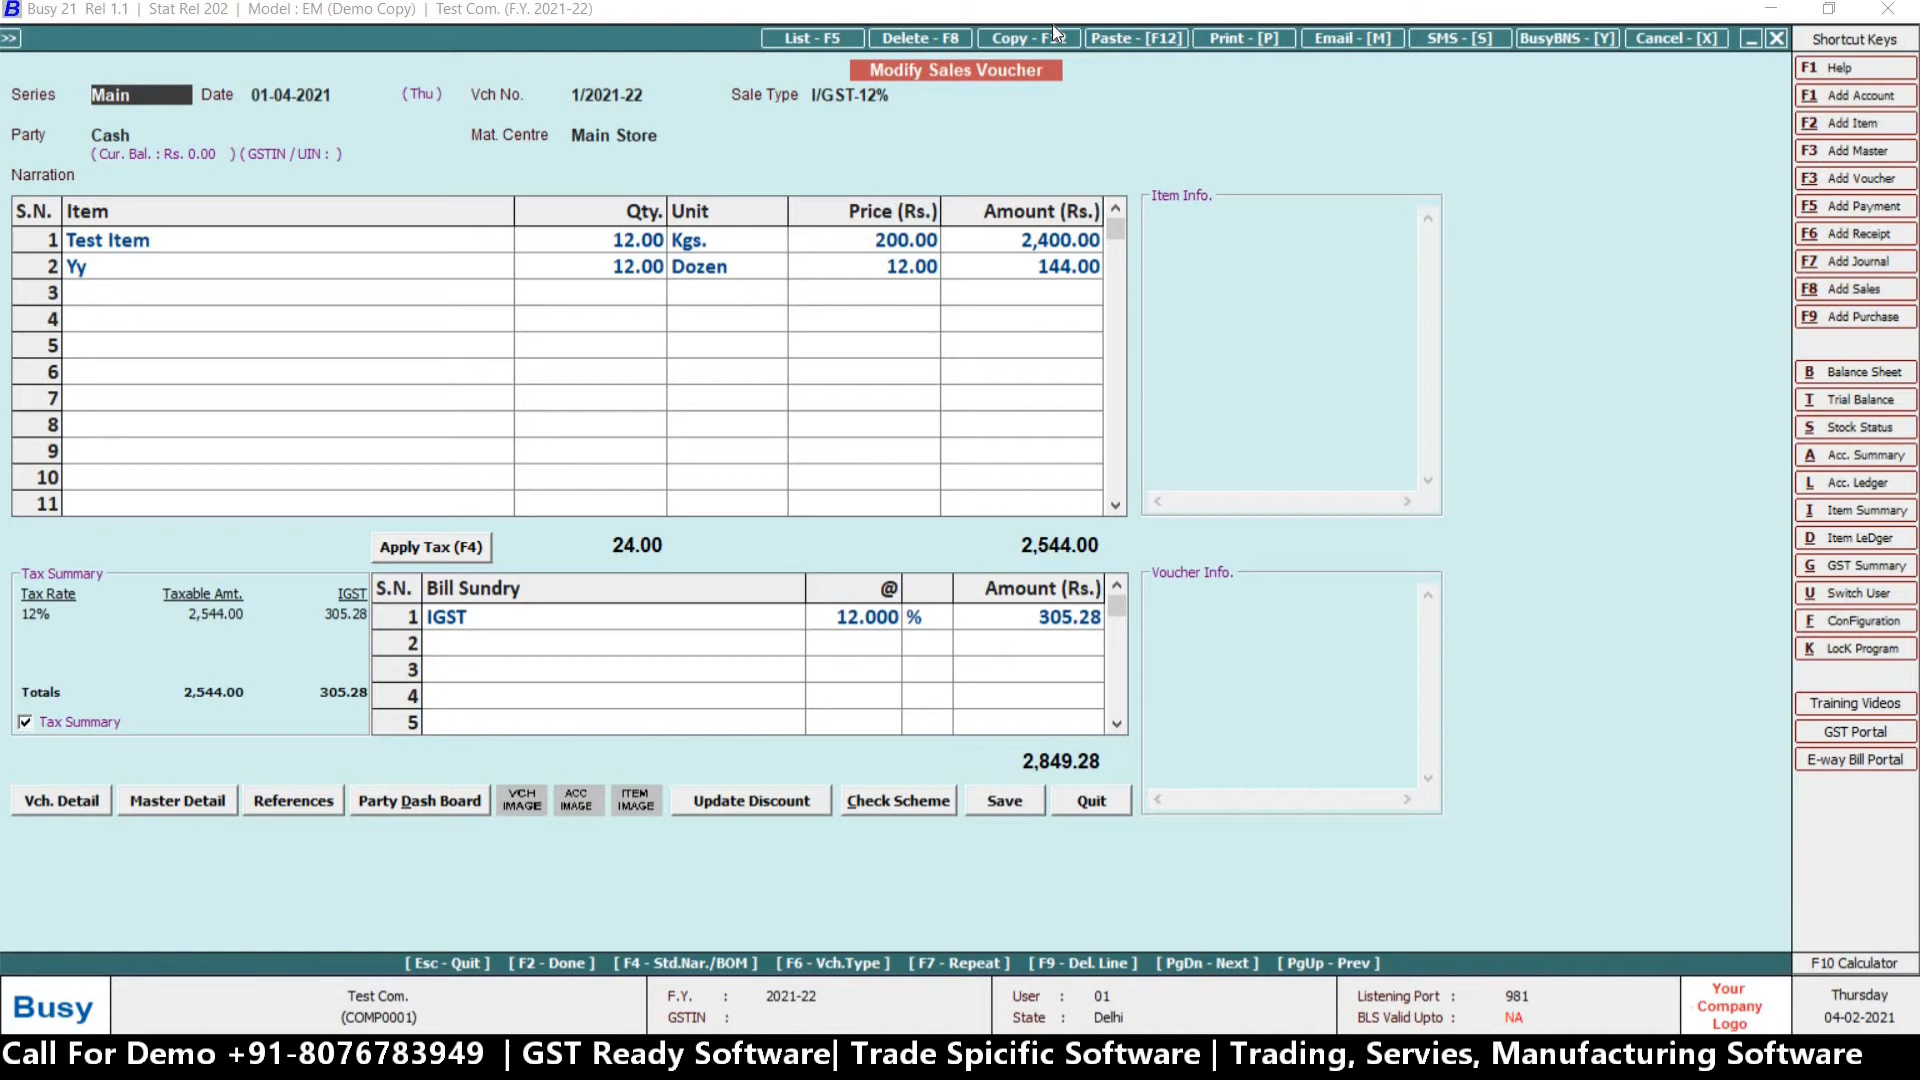 Busy 21 Rel 1.1 | Stat Rel 202 | Model : EM (Demo Copy) | Test Com. (F.Y. 2021-22)
>> List - F5 Delete - F8 Copy - Paste - [F12] Print - [P] Email - [M] SMS - [S] BusyBNS - [Y] Cancel - [X]
Modify Sales Voucher
Series Main Date 01-04-2021 (Thu) Vch No. 1/2021-22 Sale Type I/GST-12%
Party Cash Mat. Centre Main Store
( Cur. Bal. : Rs. 0.00 ) ( GSTIN / UIN : )
Narration
S.N. Item Qty. Unit Price (Rs.) Amount (Rs.)
1 Test Item 12.00 Kgs. 200.00 2,400.00
2 Yy 12.00 Dozen 12.00 144.00
3
4
5
6
7
8
9
10
11
Item Info.
Apply Tax (F4) 24.00 2,544.00
Tax Summary
Tax Rate Taxable Amt. IGST
12% 2,544.00 305.28
Totals 2,544.00 305.28
Tax Summary
S.N. Bill Sundry @ Amount (Rs.)
1 IGST 12.000 % 305.28
2
3
4
5
2,849.28
Voucher Info.
Vch. Detail Master Detail References Party Dash Board VCH IMAGE ACC IMAGE ITEM IMAGE Update Discount Check Scheme Save Quit
Shortcut Keys
F1 Help
F1 Add Account
F2 Add Item
F3 Add Master
F3 Add Voucher
F5 Add Payment
F6 Add Receipt
F7 Add Journal
F8 Add Sales
F9 Add Purchase
B Balance Sheet
T Trial Balance
S Stock Status
A Acc. Summary
L Acc. Ledger
I Item Summary
D Item LeDger
G GST Summary
U Switch User
F ConFiguration
K LocK Program
Training Videos
GST Portal
E-way Bill Portal
[ Esc - Quit ] [ F2 - Done ] [ F4 - Std.Nar./BOM ] [ F6 - Vch.Type ] [ F7 - Repeat ] [ F9 - Del. Line ] [ PgDn - Next ] [ PgUp - Prev ]
F10 Calculator
Busy
Test Com.
(COMP0001)
F.Y. : 2021-22
GSTIN :
User : 01
State : Delhi
Listening Port : 981
BLS Valid Upto : NA
Your
Company
Logo
Thursday
04-02-2021
Call For Demo +91-8076783949 | GST Ready Software| Trade Spicific Software | Trading, Servies, Manufacturing Software